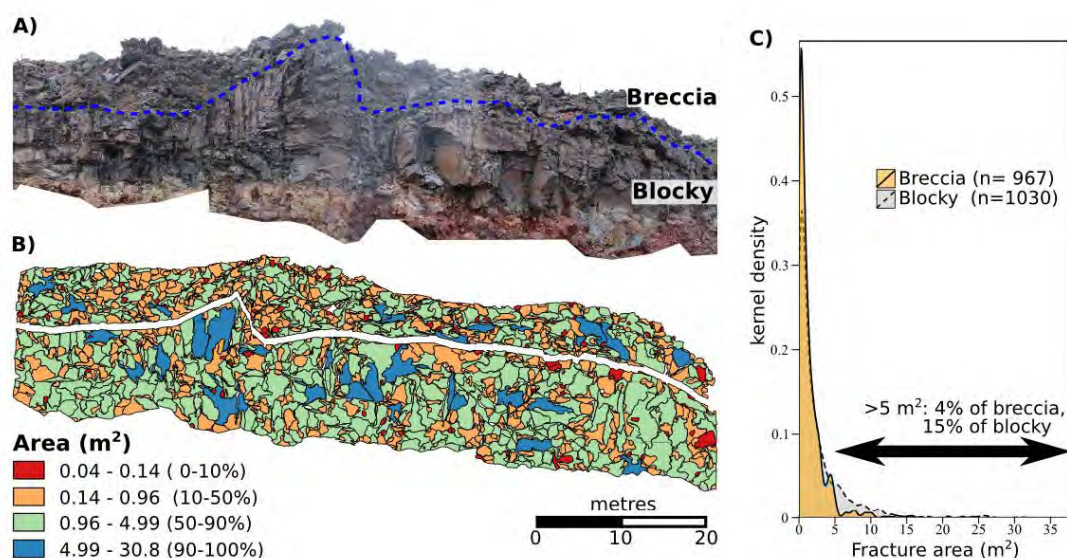 A)
Breccia
Blocky
B)
Area (m²)
0.04 - 0.14 ( 0-10%)
0.14 - 0.96 (10-50%)
0.96 - 4.99 (50-90%)
4.99 - 30.8 (90-100%)
metres
0 10 20
C)
kernel density
0.5
0.4
0.3
0.2
0.1
0
Breccia (n= 967)
Blocky (n=1030)
>5 m²: 4% of breccia,
15% of blocky
0 5 10 15 20 25 30 35
Fracture area (m²)